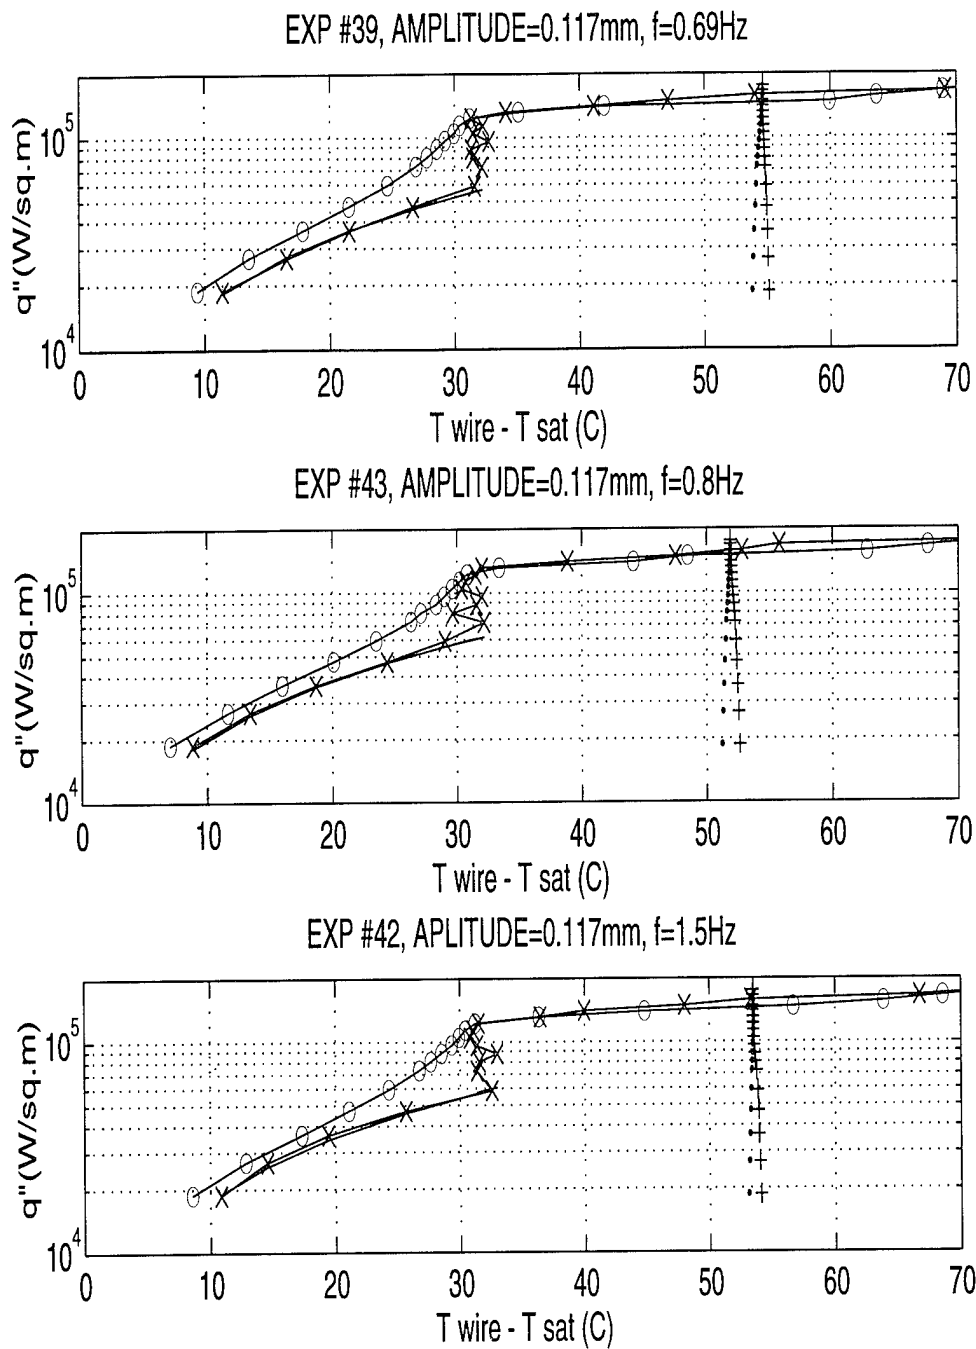 EXP #39, AMPLITUDE=0.117mm, f=0.69Hz
q"(W/sq.m)
10^5
10^4
0 10 20 30 40 50 60 70
T wire - T sat (C)
EXP #43, AMPLITUDE=0.117mm, f=0.8Hz
q"(W/sq.m)
10^5
10^4
0 10 20 30 40 50 60 70
T wire - T sat (C)
EXP #42, APLITUDE=0.117mm, f=1.5Hz
q"(W/sq.m)
10^5
10^4
0 10 20 30 40 50 60 70
T wire - T sat (C)